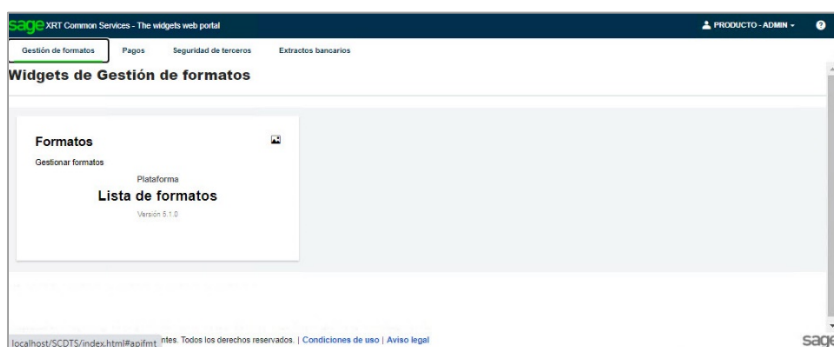 sage XRT Common Services - The widgets web portal PRODUCTO - ADMIN ?
Gestión de formatos Pagos Seguridad de terceros Extractos bancarios
Widgets de Gestión de formatos
Formatos
Gestionar formatos
Plataforma
Lista de formatos
Versión 5.1.0
localhost/SCDTS/index.html#apifmt ntes. Todos los derechos reservados. | Condiciones de uso | Aviso legal
sage